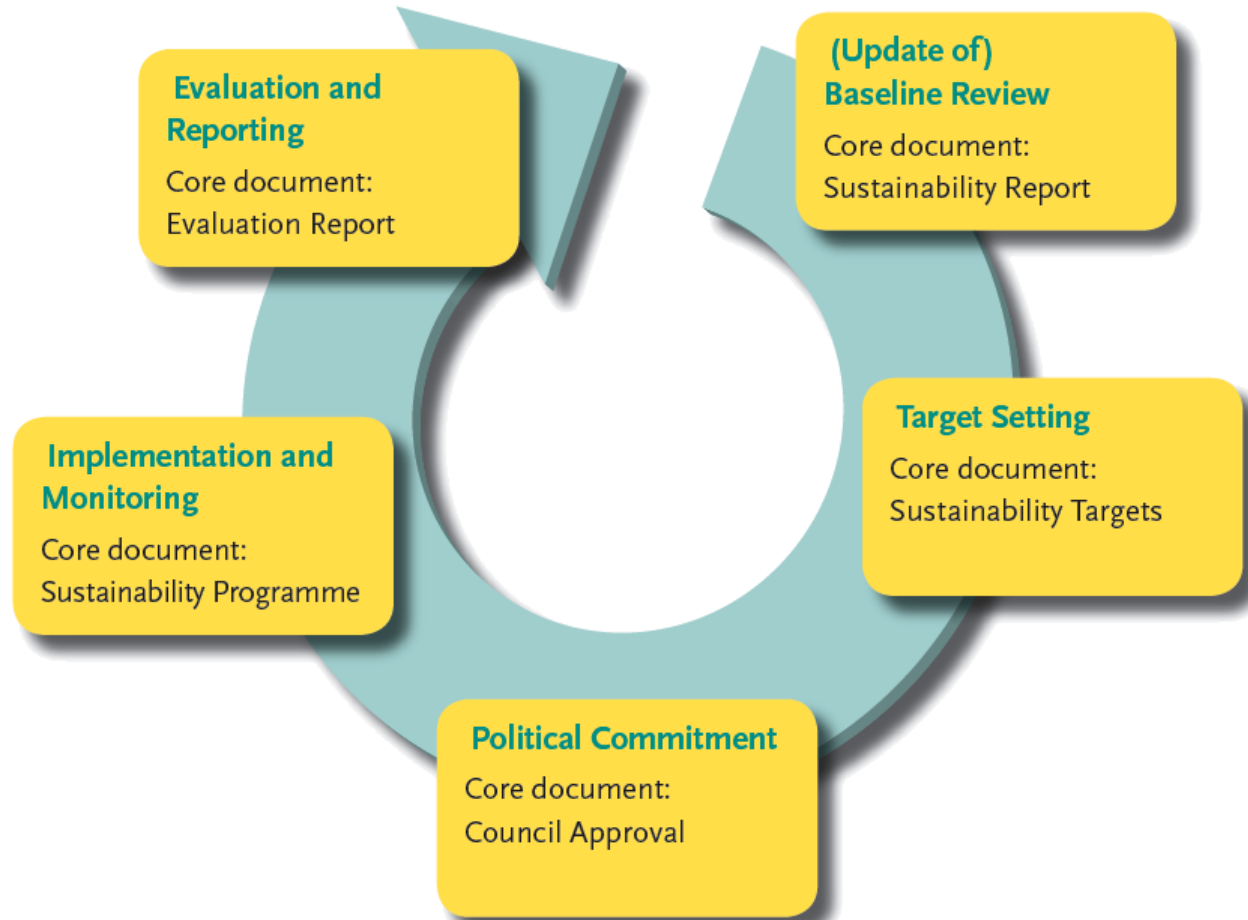 (Update of)
Baseline Review
Core document:
Sustainability Report
Target Setting
Core document:
Sustainability Targets
Political Commitment
Core document:
Council Approval
Implementation and
Monitoring
Core document:
Sustainability Programme
Evaluation and
Reporting
Core document:
Evaluation Report